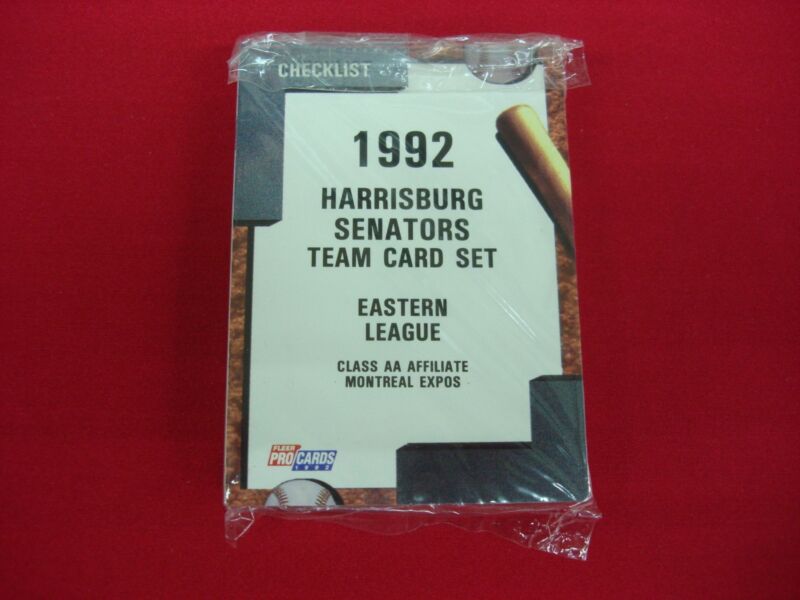 CHECKLIST
1992
HARRISBURG
SENATORS
TEAM CARD SET
EASTERN
LEAGUE
CLASS AA AFFILIATE
MONTREAL EXPOS
FLEER
PRO CARDS
1992